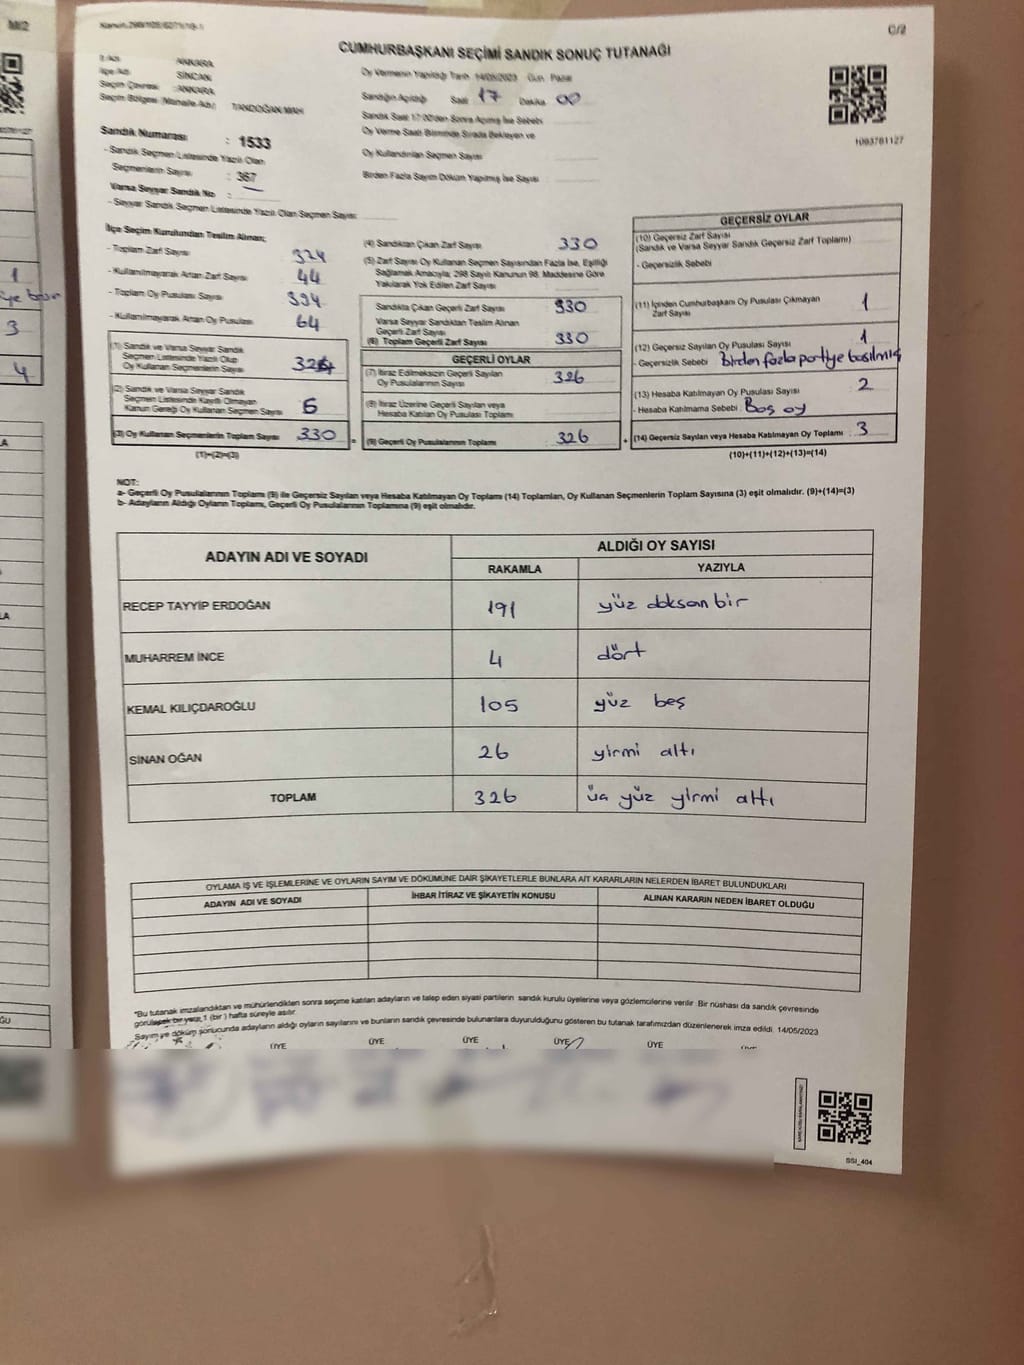 C/2
CUMHURBAŞKANI SEÇİMİ SANDIK SONUÇ TUTANAĞI
İl Adı : ANKARA
İlçe Adı : SİNCAN
Seçim Çevresi : ANKARA
Seçim Bölgesi (Mahalle Adı) : TANDOĞAN MAH.
Oy Vermenin Yapıldığı Tarih 14/05/2023 Gün Pazar
Sandığın Açıldığı Saat 17 Dakika 00
Sandık Saat 17:00'den Sonra Açılmış İse Sebebi
Oy Verme Saati Bitiminde Sırada Bekleyen ve
Oy Kullandırılan Seçmen Sayısı
Birden Fazla Sayım Döküm Yapılmış İse Sayısı
1093781127
Sandık Numarası : 1533
- Sandık Seçmen Listesinde Yazılı Olan
Seçmenlerin Sayısı : 367
Varsa Seyyar Sandık No : —
- Seyyar Sandık Seçmen Listesinde Yazılı Olan Seçmen Sayısı
İlçe Seçim Kurulundan Teslim Alınan;
- Toplam Zarf Sayısı
- Kullanılmayarak Artan Zarf Sayısı 44
- Toplam Oy Pusulası Sayısı 394
- Kullanılmayarak Artan Oy Pusulası 64
(1) Sandık ve Varsa Seyyar Sandık
Seçmen Listesinde Yazılı Olup
Oy Kullanan Seçmenlerin Sayısı
(2) Sandık ve Varsa Seyyar Sandık
Seçmen Listesinde Kayıtlı Olmayan
Kanun Gereği Oy Kullanan Seçmen Sayısı 6
(3) Oy Kullanan Seçmenlerin Toplam Sayısı 330
(1)+(2)=(3)
(4) Sandıktan Çıkan Zarf Sayısı 330
(5) Zarf Sayısı Oy Kullanan Seçmen Sayısından Fazla İse, Eşitliği
Sağlamak Amacıyla; 298 Sayılı Kanunun 98. Maddesine Göre
Yakılarak Yok Edilen Zarf Sayısı
Sandıkta Çıkan Geçerli Zarf Sayısı 330
Varsa Seyyar Sandıktan Teslim Alınan
Geçerli Zarf Sayısı
(6) Toplam Geçerli Zarf Sayısı 330
GEÇERLİ OYLAR
(7) İtiraz Edilmeksizin Geçerli Sayılan
Oy Pusulalarının Sayısı 326
(8) İtiraz Üzerine Geçerli Sayılan veya
Hesaba Katılan Oy Pusulası Toplamı
= (9) Geçerli Oy Pusulalarının Toplamı 326 +
GEÇERSİZ OYLAR
(10) Geçersiz Zarf Sayısı
(Sandık ve Varsa Seyyar Sandık Geçersiz Zarf Toplamı)
- Geçersizlik Sebebi
(11) İçinden Cumhurbaşkanı Oy Pusulası Çıkmayan
Zarf Sayısı 1
(12) Geçersiz Sayılan Oy Pusulası Sayısı 1
- Geçersizlik Sebebi Birden fazla partiye basılmış
(13) Hesaba Katılmayan Oy Pusulası Sayısı 2
- Hesaba Katılmama Sebebi : Boş oy
(14) Geçersiz Sayılan veya Hesaba Katılmayan Oy Toplamı : 3
(10)+(11)+(12)+(13)=(14)
NOT:
a- Geçerli Oy Pusulalarının Toplamı (9) ile Geçersiz Sayılan veya Hesaba Katılmayan Oy Toplamı (14) Toplamları, Oy Kullanan Seçmenlerin Toplam Sayısına (3) eşit olmalıdır. (9)+(14)=(3)
b- Adayların Aldığı Oyların Toplamı, Geçerli Oy Pusulalarının Toplamına (9) eşit olmalıdır.
ADAYIN ADI VE SOYADI
ALDIĞI OY SAYISI
RAKAMLA YAZIYLA
RECEP TAYYİP ERDOĞAN 191 yüz doksan bir
MUHARREM İNCE 4 dört
KEMAL KILIÇDAROĞLU 105 yüz beş
SİNAN OĞAN 26 yirmi altı
TOPLAM 326 üç yüz yirmi altı
OYLAMA İŞ VE İŞLEMLERİNE VE OYLARIN SAYIM VE DÖKÜMÜNE DAİR ŞİKAYETLERLE BUNLARA AİT KARARLARIN NELERDEN İBARET BULUNDUKLARI
ADAYIN ADI VE SOYADI İHBAR İTİRAZ VE ŞİKAYETİN KONUSU ALINAN KARARIN NEDEN İBARET OLDUĞU
*Bu tutanak imzalandıktan ve mühürlendikten sonra seçime katılan adayların ve talep eden siyasi partilerin sandık kurulu üyelerine veya gözlemcilerine verilir. Bir nüshası da sandık çevresinde
görülecek bir yere 1 (bir) hafta süreyle asılır.
Sayım ve döküm sonucunda adayların aldığı oyların sayılarını ve bunların sandık çevresinde bulunanlara duyurulduğunu gösteren bu tutanak tarafımızdan düzenlenerek imza edildi. 14/05/2023
ÜYE ÜYE ÜYE ÜYE ÜYE
SSI_404